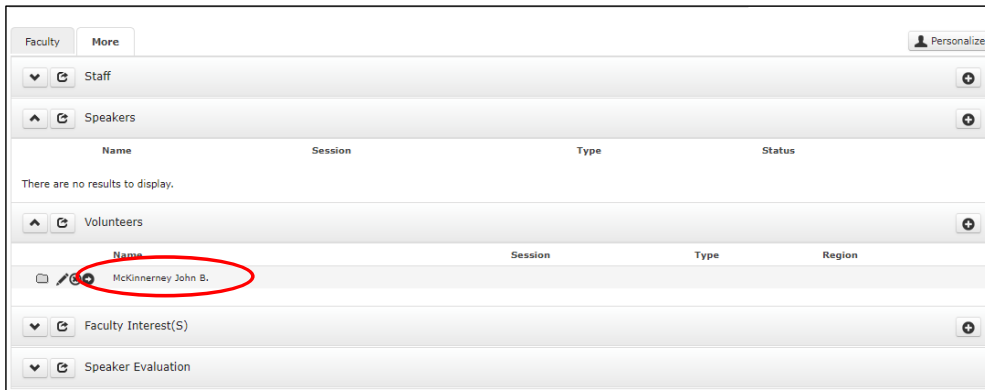 Faculty More Personalize
Staff
Speakers
Name Session Type Status
There are no results to display.
Volunteers
Name Session Type Region
McKinnerney John B.
Faculty Interest(S)
Speaker Evaluation